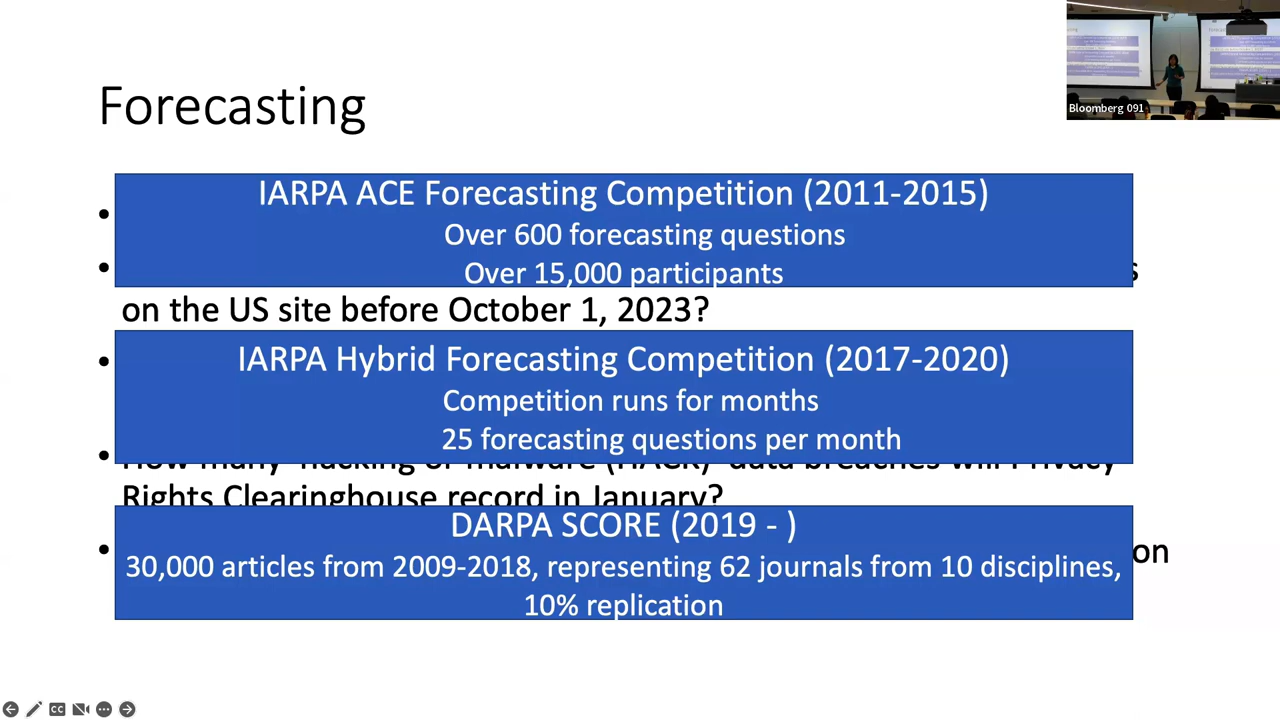 Forecasting
Bloomberg 091
IARPA ACE Forecasting Competition (2011-2015)
Over 600 forecasting questions
Over 15,000 participants
on the US site before October 1, 2023?
IARPA Hybrid Forecasting Competition (2017-2020)
Competition runs for months
25 forecasting questions per month
How many "hacking or malware (HACK)" data breaches will Privacy
Rights Clearinghouse record in January?
DARPA SCORE (2019 - )
on
30,000 articles from 2009-2018, representing 62 journals from 10 disciplines,
10% replication